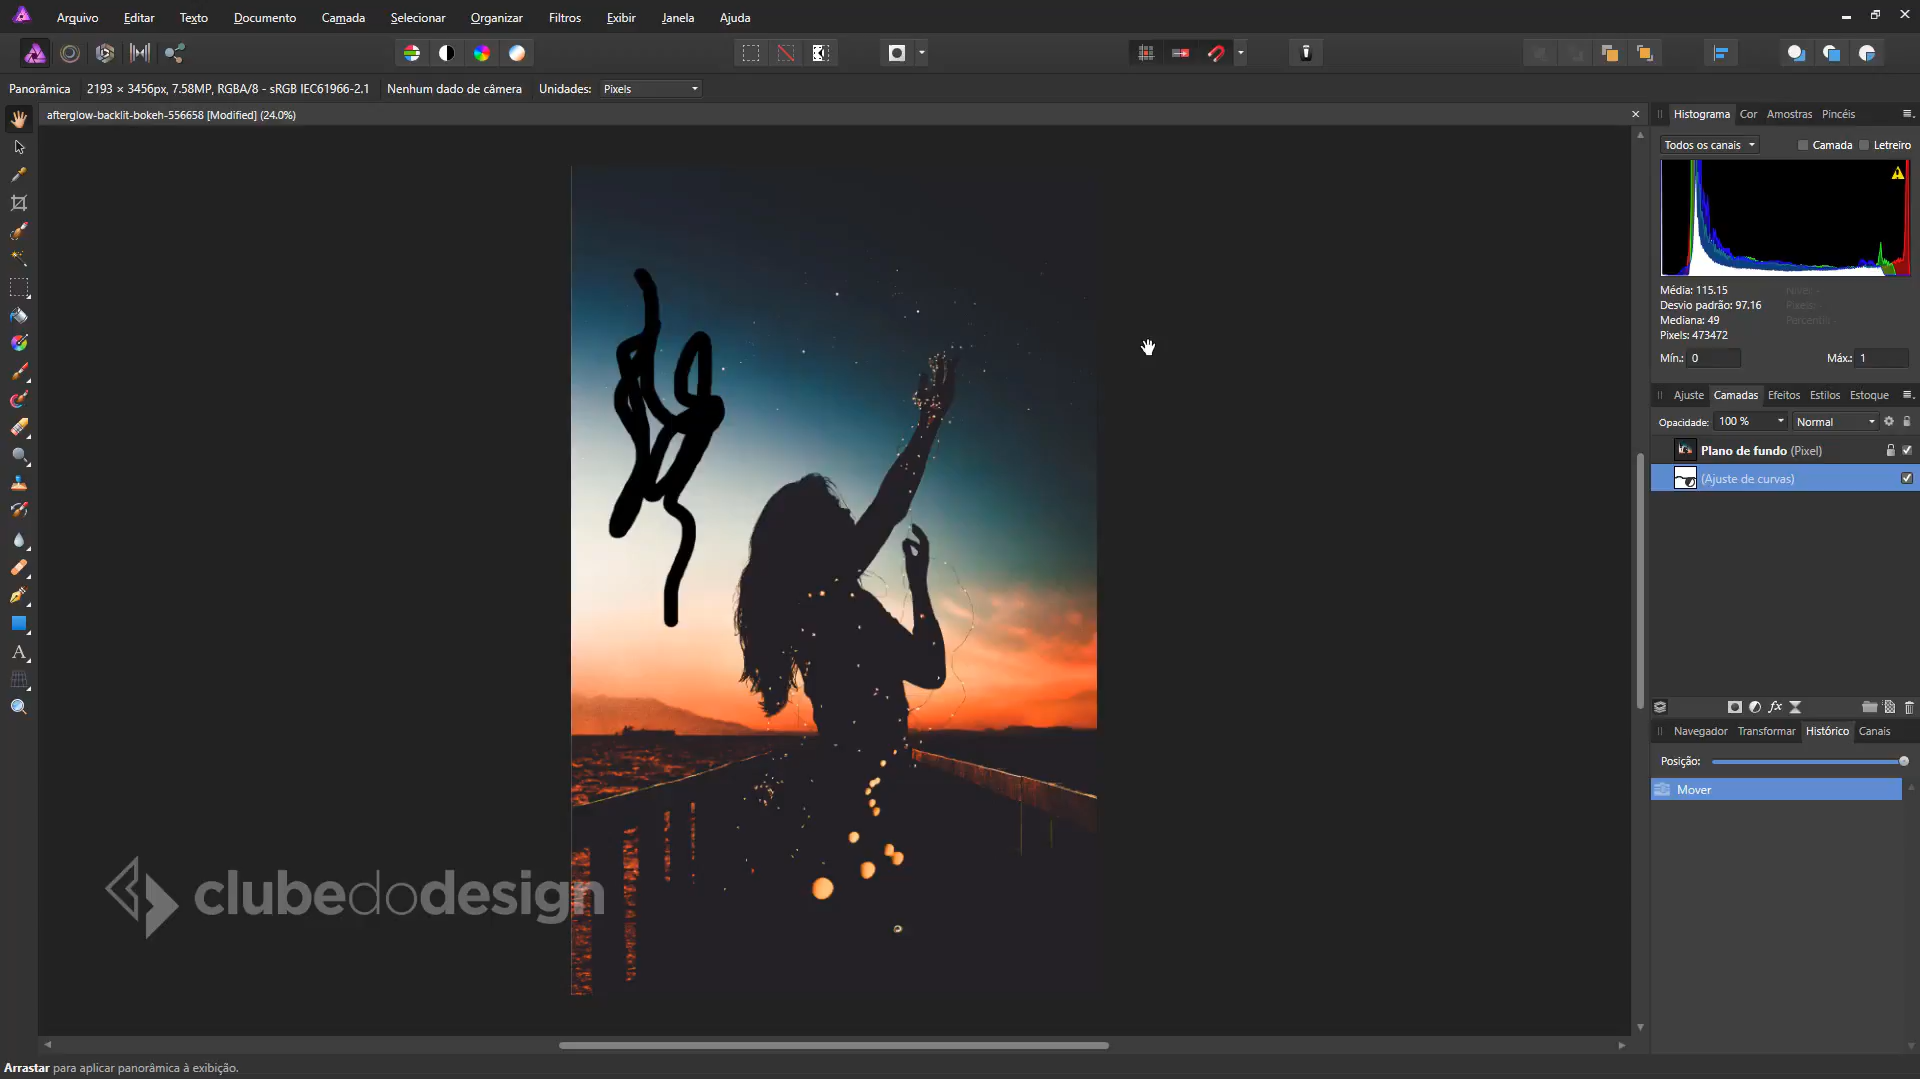 Arquivo Editar Texto Documento Camada Selecionar Organizar Filtros Exibir Janela Ajuda
Panorâmica 2193 × 3456px, 7.58MP, RGBA/8 - sRGB IEC61966-2.1 Nenhum dado de câmera Unidades: Pixels
afterglow-backlit-bokeh-556658 [Modified] (24.0%)
Histograma Cor Amostras Pincéis
Todos os canais Camada Letreiro
Média: 115.15
Desvio padrão: 97.16
Mediana: 49
Pixels: 473472
Mín.: 0 Máx.: 1
Ajuste Camadas Efeitos Estilos Estoque
Opacidade: 100 % Normal
Plano de fundo (Pixel)
(Ajuste de curvas)
fx
Navegador Transformar Histórico Canais
Posição:
Mover
clubedodesign
Arrastar para aplicar panorâmica à exibição.